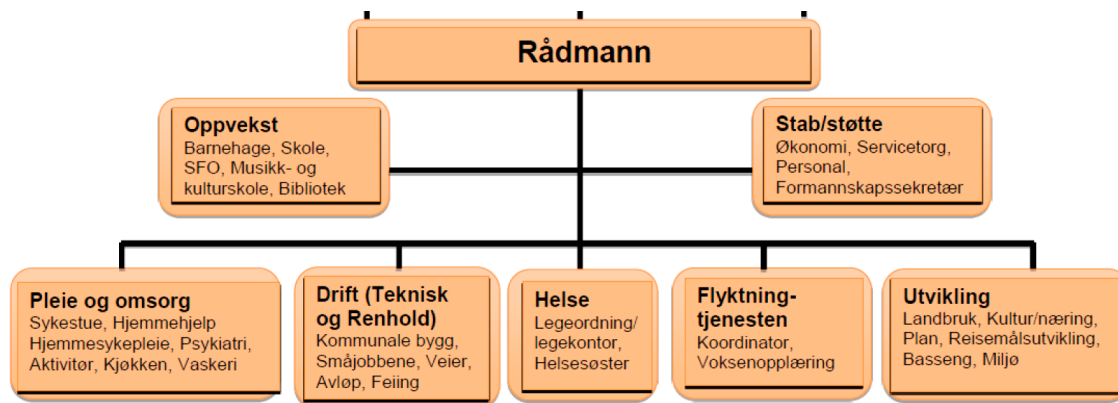 Rådmann
Oppvekst
Barnehage, Skole,
SFO, Musikk- og
kulturskole, Bibliotek
Stab/støtte
Økonomi, Servicetorg,
Personal,
Formannskapssekretær
Pleie og omsorg
Sykestue, Hjemmehjelp
Hjemmesykepleie, Psykiatri,
Aktivitør, Kjøkken, Vaskeri
Drift (Teknisk
og Renhold)
Kommunale bygg,
Småjobbene, Veier,
Avløp, Feiing
Helse
Legeordning/
legekontor,
Helsesøster
Flyktning-
tjenesten
Koordinator,
Voksenopplæring
Utvikling
Landbruk, Kultur/næring,
Plan, Reisemålsutvikling,
Basseng, Miljø